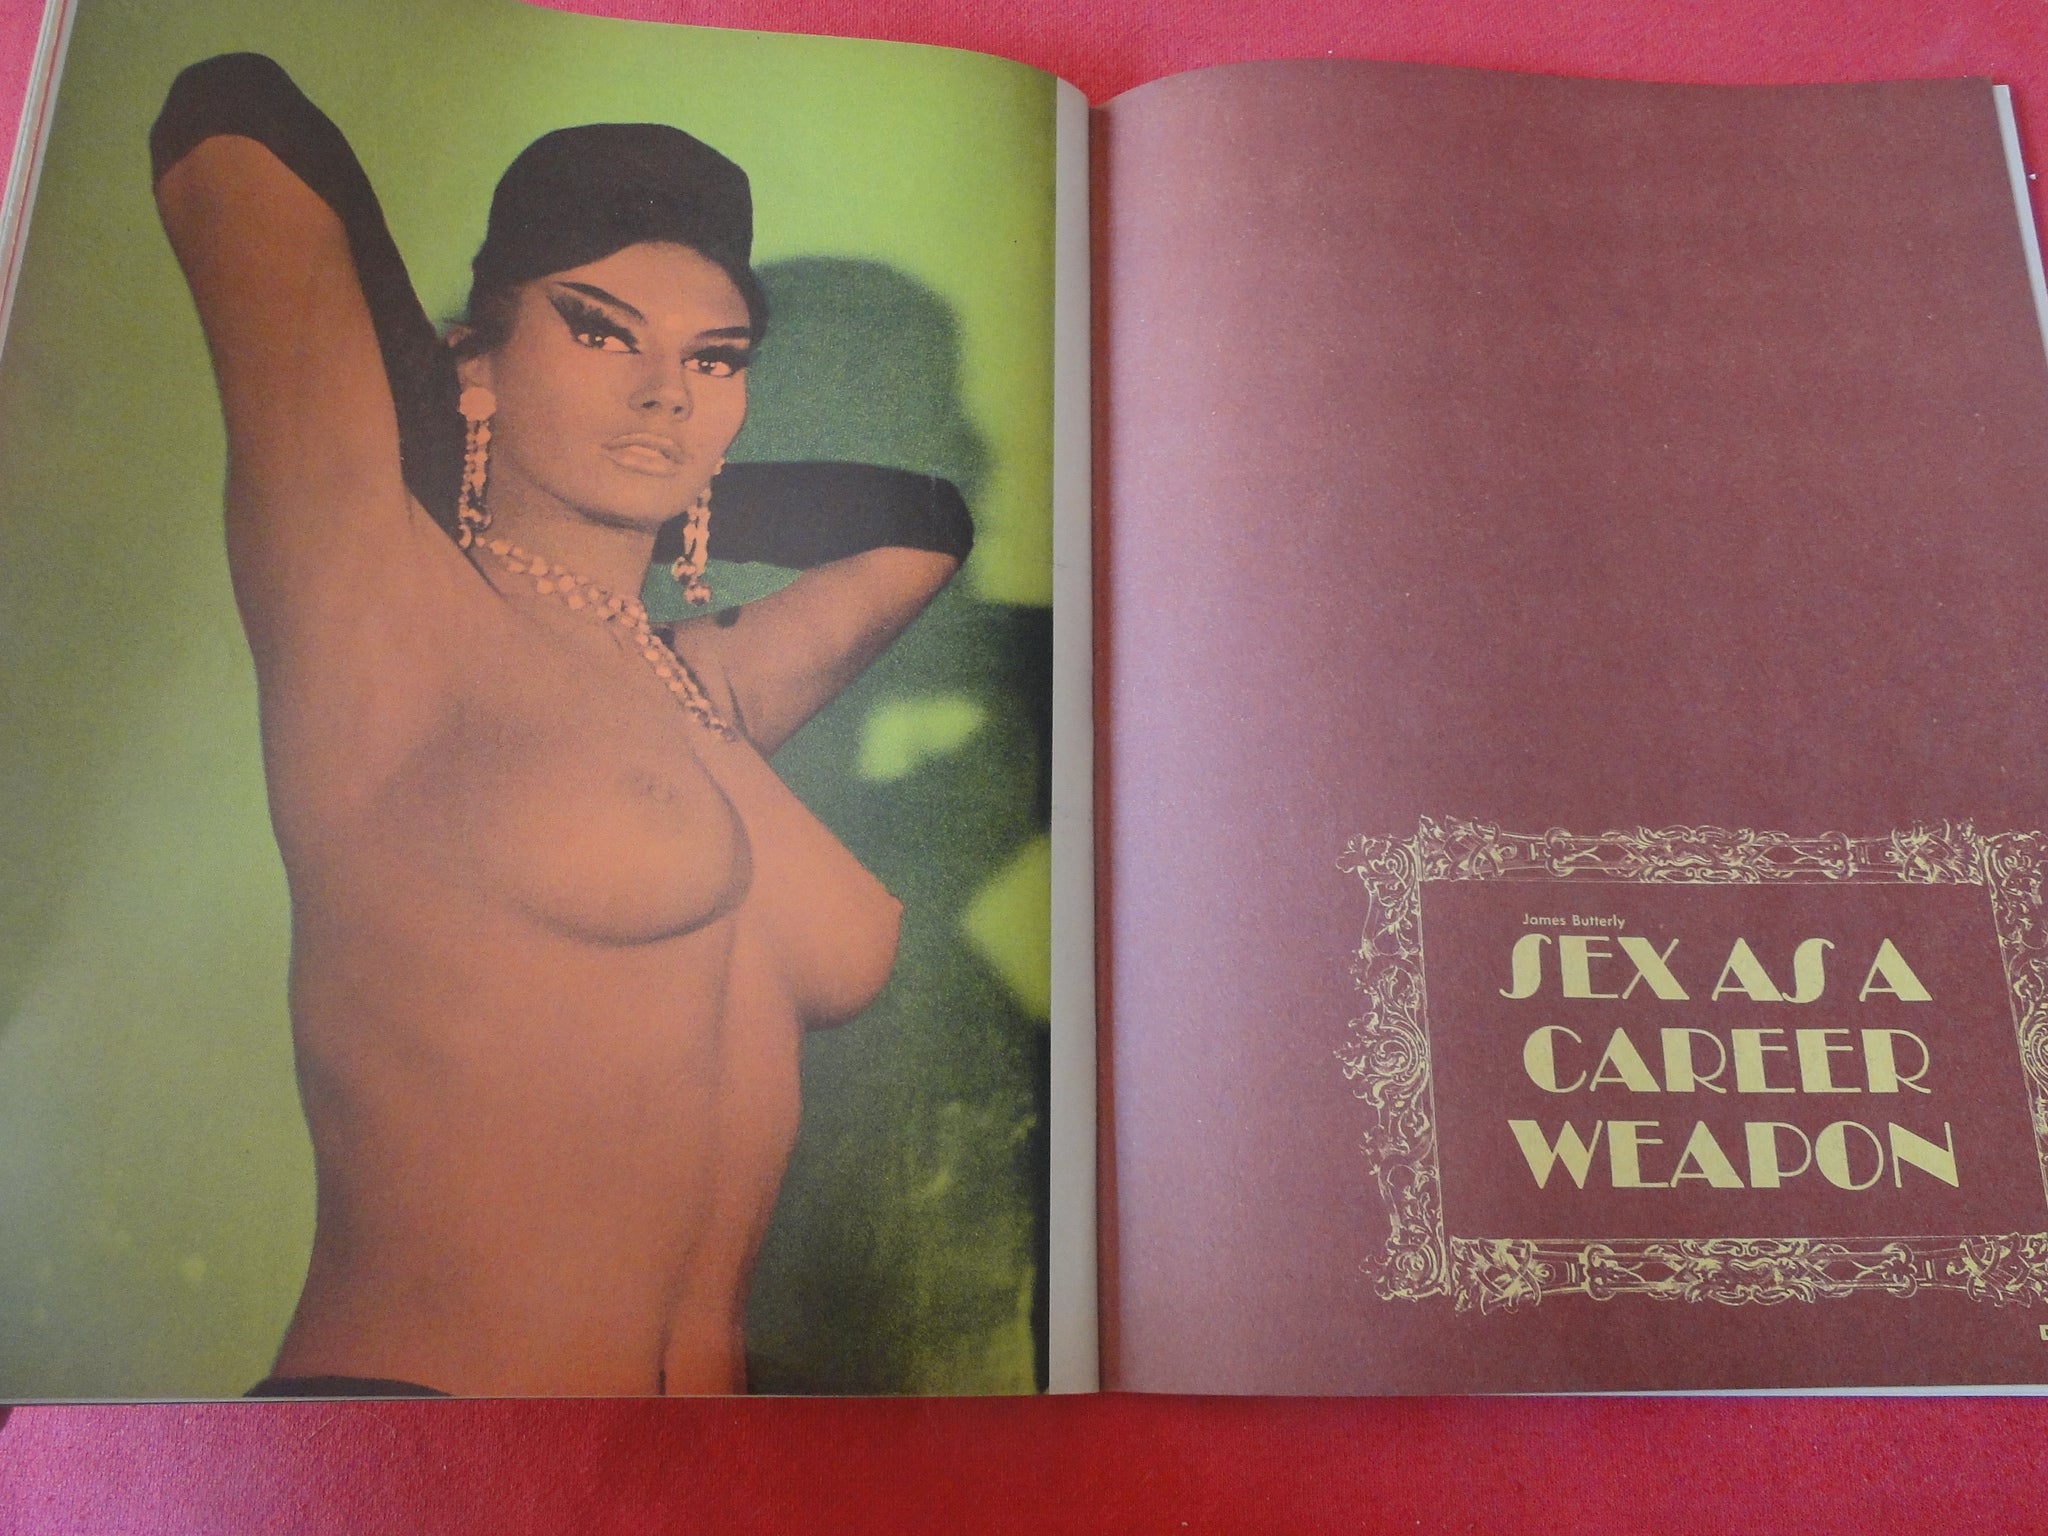 James Butterly
SEX AS A
CAREER
WEAPON